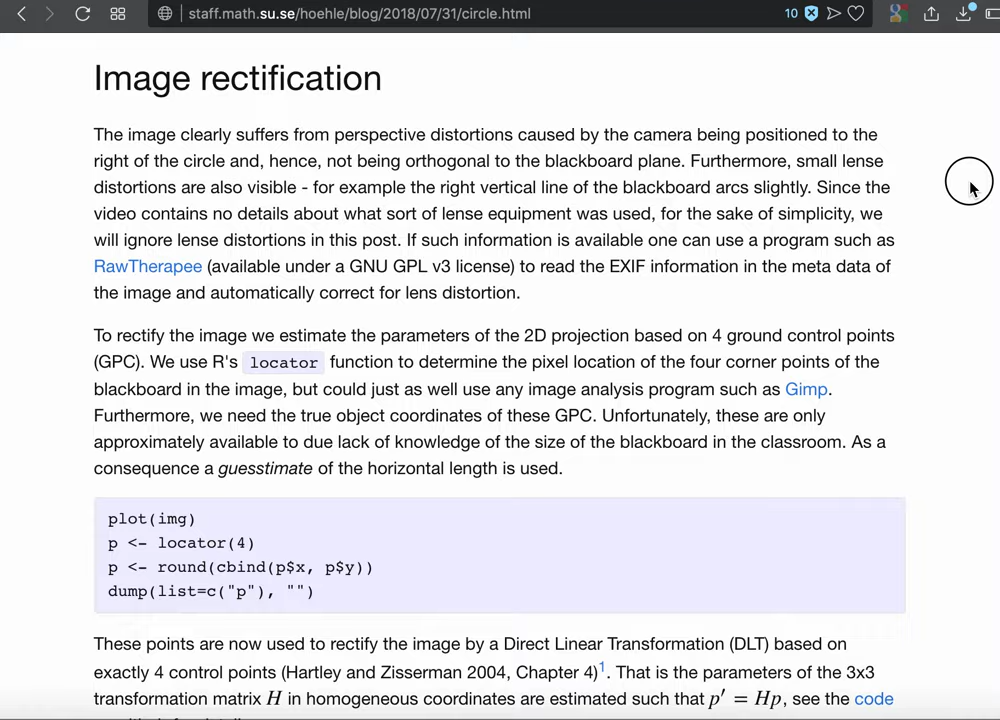 staff.math.su.se/hoehle/blog/2018/07/31/circle.html
10
Image rectification
The image clearly suffers from perspective distortions caused by the camera being positioned to the
right of the circle and, hence, not being orthogonal to the blackboard plane. Furthermore, small lense
distortions are also visible - for example the right vertical line of the blackboard arcs slightly. Since the
video contains no details about what sort of lense equipment was used, for the sake of simplicity, we
will ignore lense distortions in this post. If such information is available one can use a program such as
RawTherapee (available under a GNU GPL v3 license) to read the EXIF information in the meta data of
the image and automatically correct for lens distortion.
To rectify the image we estimate the parameters of the 2D projection based on 4 ground control points
(GPC). We use R's locator function to determine the pixel location of the four corner points of the
blackboard in the image, but could just as well use any image analysis program such as Gimp.
Furthermore, we need the true object coordinates of these GPC. Unfortunately, these are only
approximately available to due lack of knowledge of the size of the blackboard in the classroom. As a
consequence a guesstimate of the horizontal length is used.
plot(img)
p <- locator(4)
p <- round(cbind(p$x, p$y))
dump(list=c("p"), "")
These points are now used to rectify the image by a Direct Linear Transformation (DLT) based on
exactly 4 control points (Hartley and Zisserman 2004, Chapter 4)1. That is the parameters of the 3x3
transformation matrix H in homogeneous coordinates are estimated such that p′ = Hp, see the code